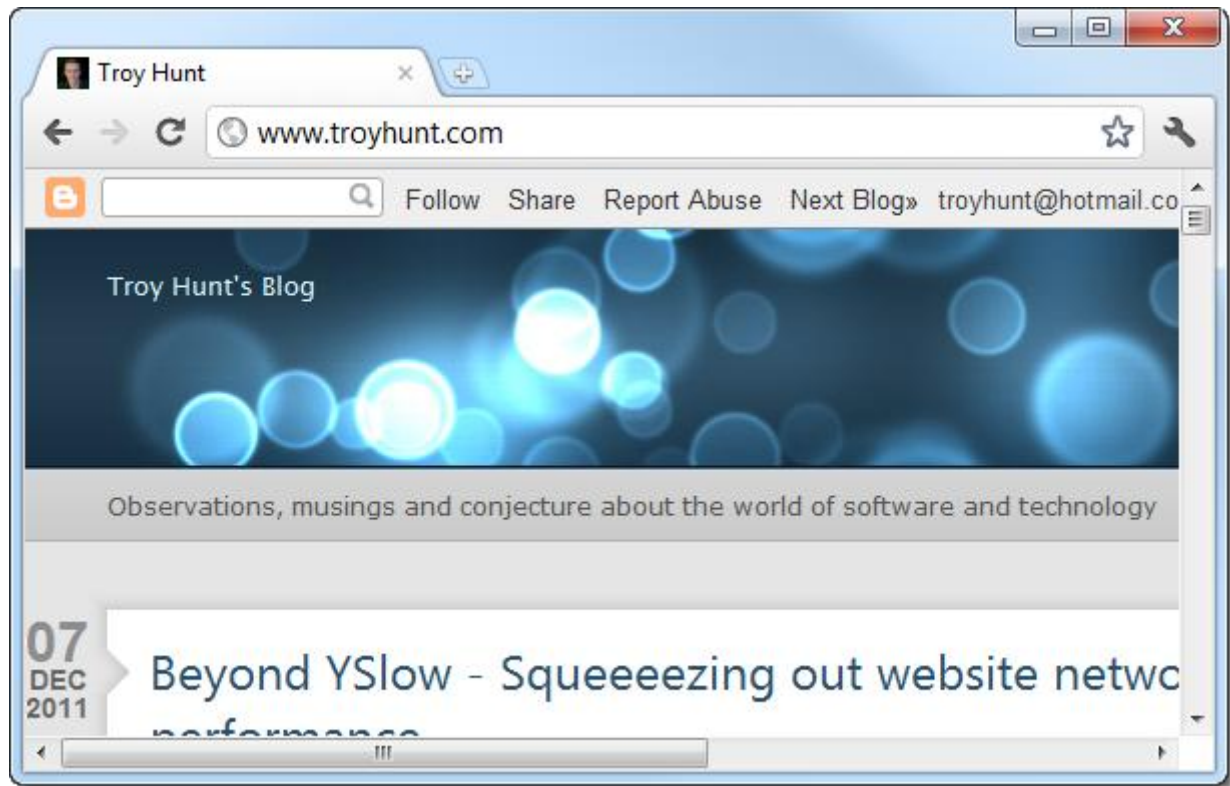 Troy Hunt
www.troyhunt.com
Follow Share Report Abuse Next Blog» troyhunt@hotmail.co
Troy Hunt's Blog
Observations, musings and conjecture about the world of software and technology
07
DEC
2011
Beyond YSlow - Squeeeezing out website netwo
performance